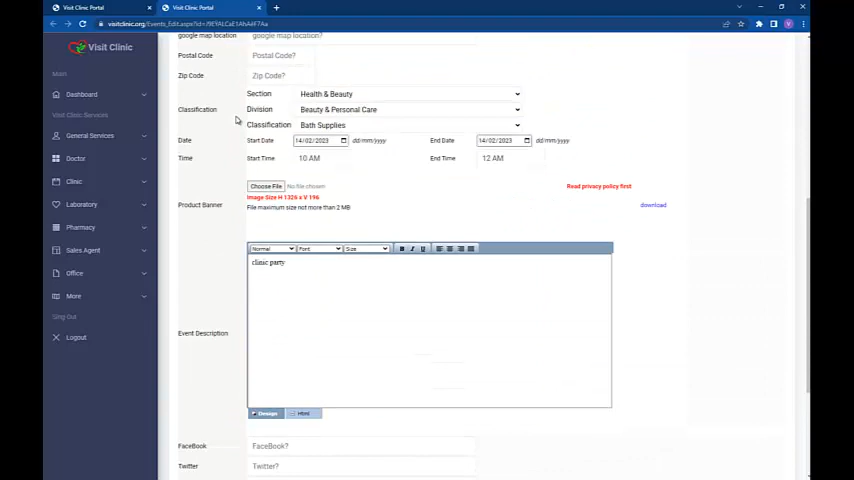 Visit Clinic Portal
Visit Clinic Portal
Visit Clinic
Main
Dashboard
Visit Clinic Services
General Services
Doctor
Clinic
Laboratory
Pharmacy
Sales Agent
Office
More
Sing Out
Logout
google map location
google map location?
Postal Code
Postal Code?
Zip Code
Zip Code?
Classification
Section Health & Beauty
Division Beauty & Personal Care
Classification Bath Supplies
Date Start Date 14/02/2023 dd/mm/yyyy End Date 14/02/2023 dd/mm/yyyy
Time Start Time 10 AM End Time 12 AM
Choose File No file chosen Read privacy policy first
Image Size H 1326 x V 196
Product Banner File maximum size not more than 2 MB download
Normal Font Size B I U
clinic party
Event Description
Design Html
FaceBook FaceBook?
Twitter Twitter?